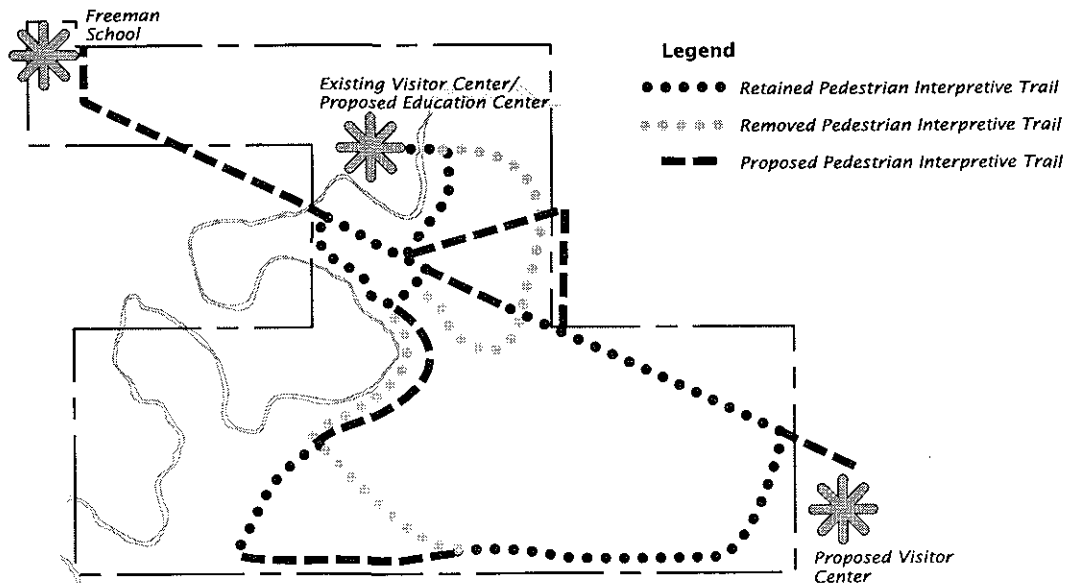 Freeman
School
Existing Visitor Center/
Proposed Education Center
Legend
Retained Pedestrian Interpretive Trail
Removed Pedestrian Interpretive Trail
Proposed Pedestrian Interpretive Trail
Proposed Visitor
Center